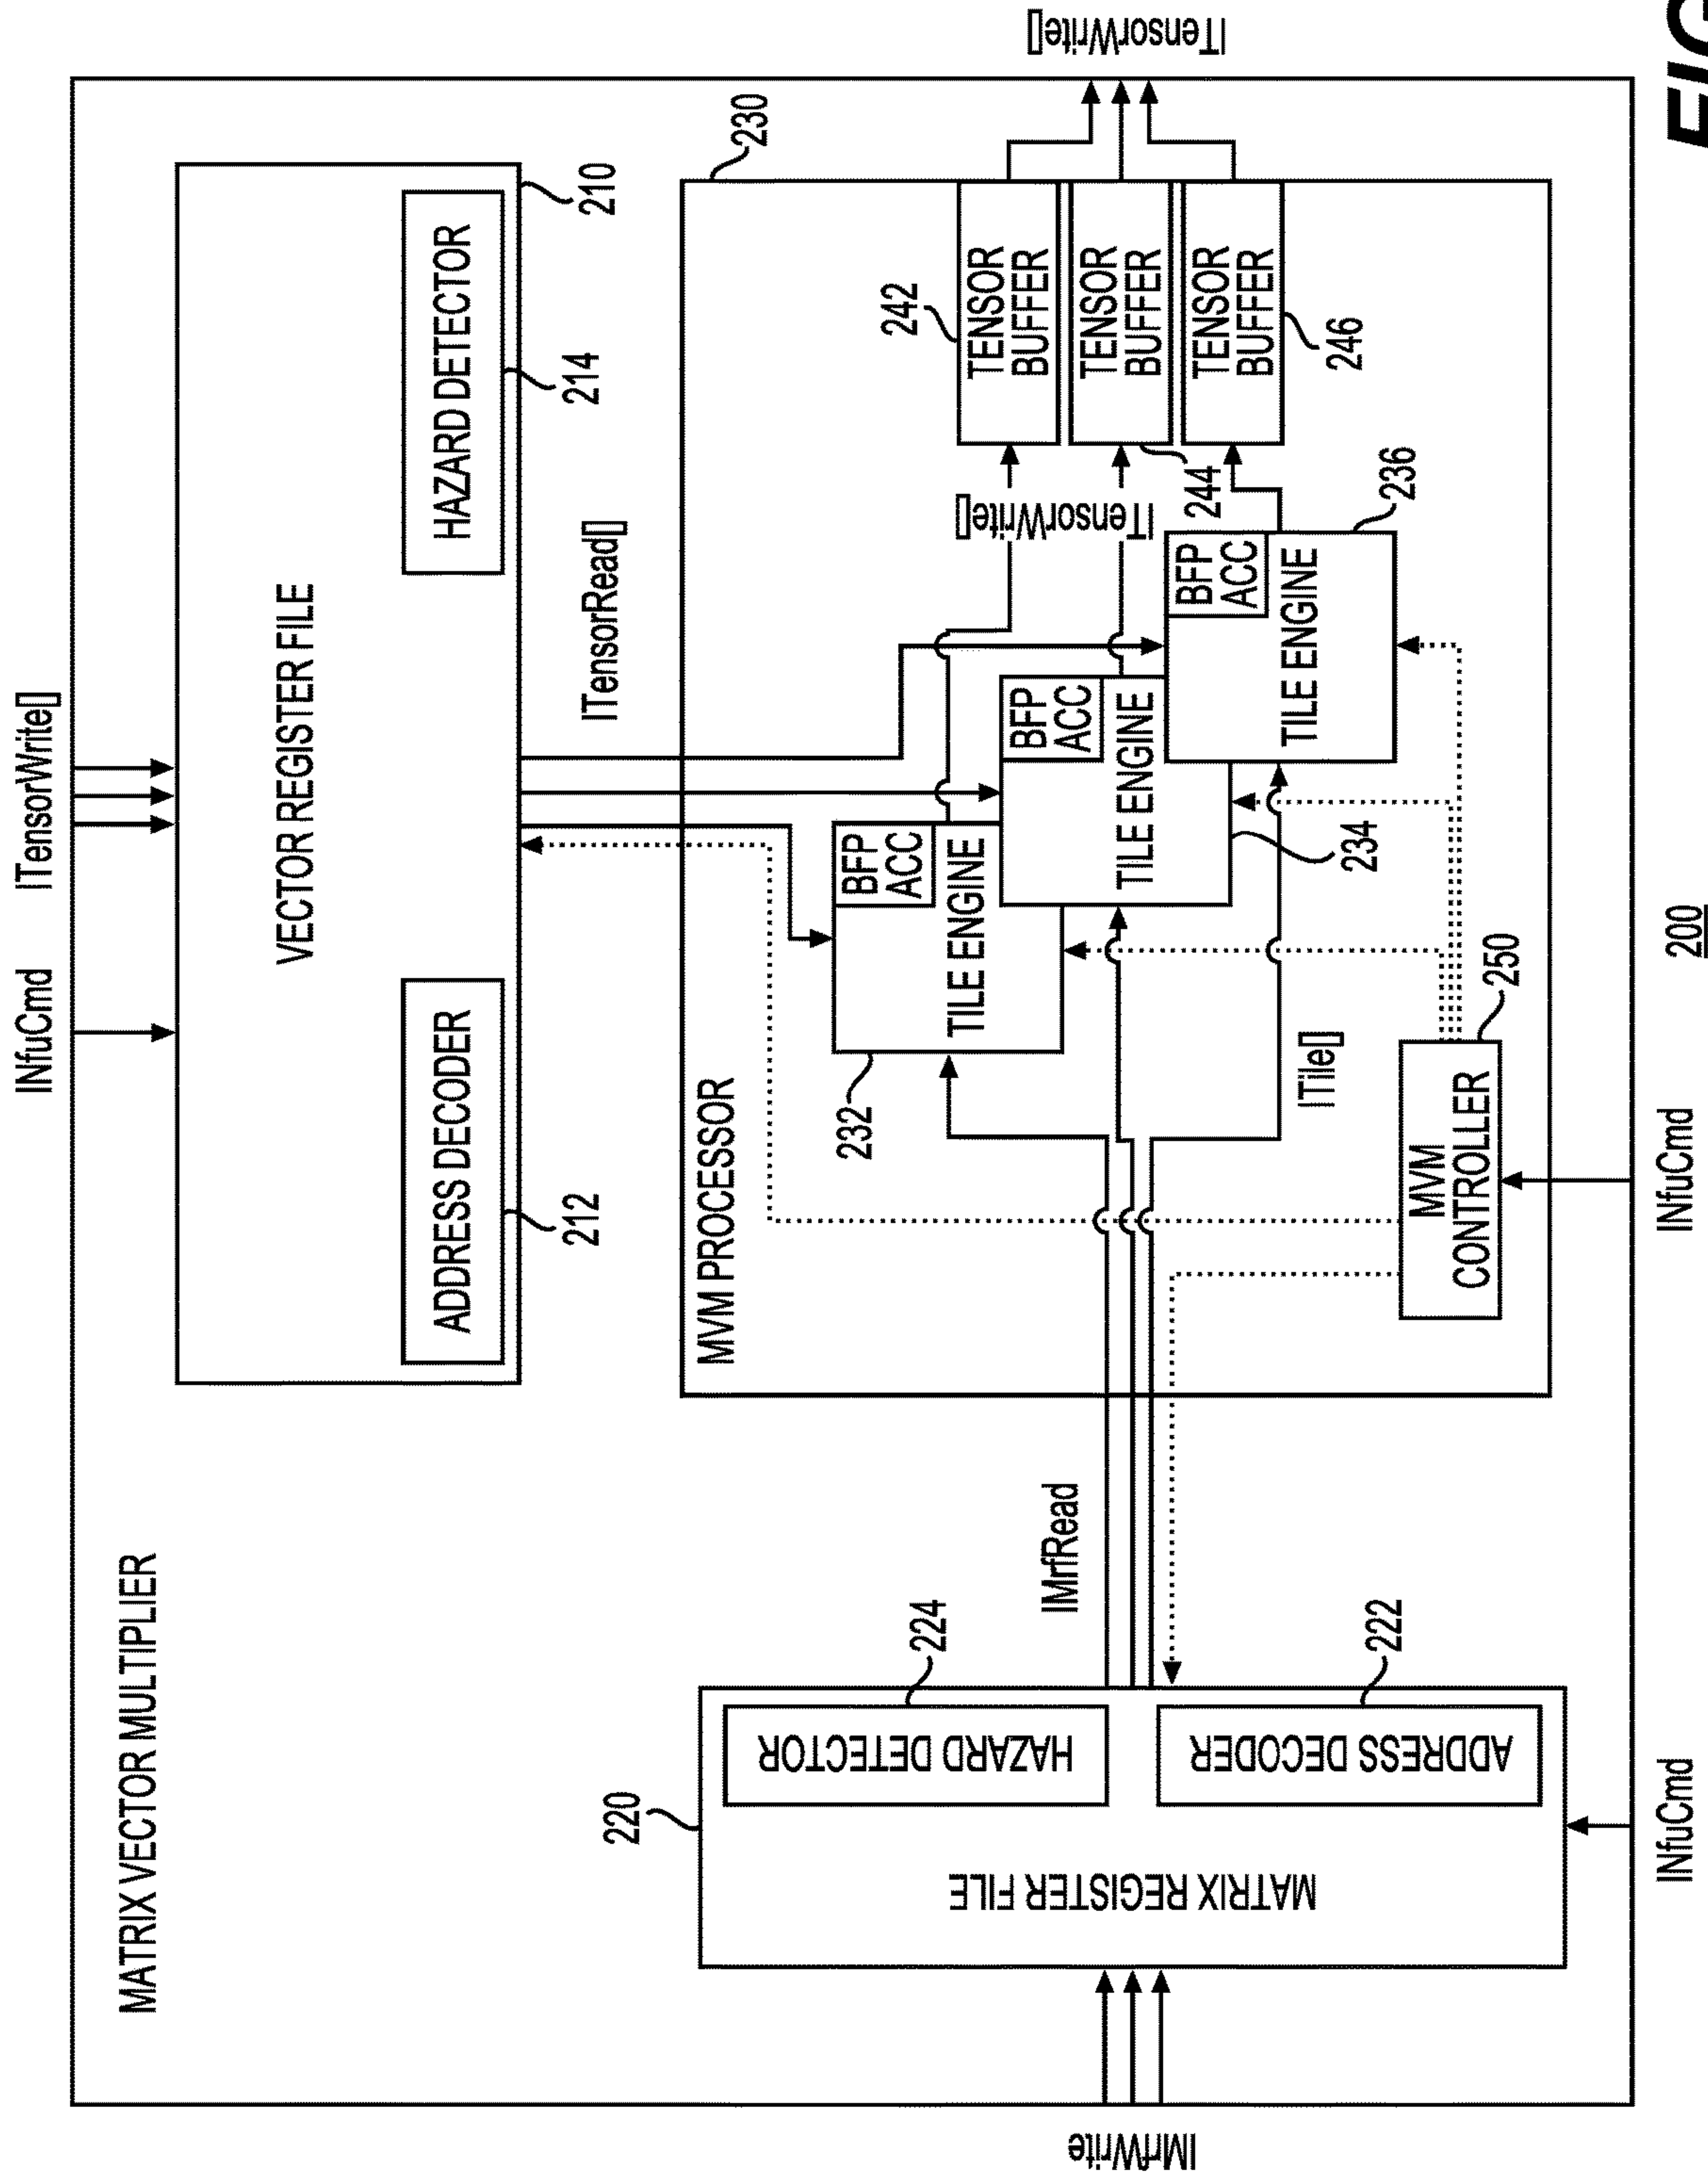 INfuCmd
ITensorWrite[]
MATRIX VECTOR MULTIPLIER
VECTOR REGISTER FILE
ADDRESS DECODER
HAZARD DETECTOR
212
214
210
ITensorRead[]
220
MATRIX REGISTER FILE
HAZARD DETECTOR
224
ADDRESS DECODER
222
IMrfWrite
IMrfRead
MVM PROCESSOR
230
232
BFP
ACC
TILE ENGINE
BFP
ACC
TILE ENGINE
234
BFP
ACC
TILE ENGINE
236
ITensorWrite[]
242
TENSOR
BUFFER
TENSOR
BUFFER
244
TENSOR
BUFFER
246
ITensorWrite[]
ITile[]
MVM
CONTROLLER
250
INfuCmd
INfuCmd
200